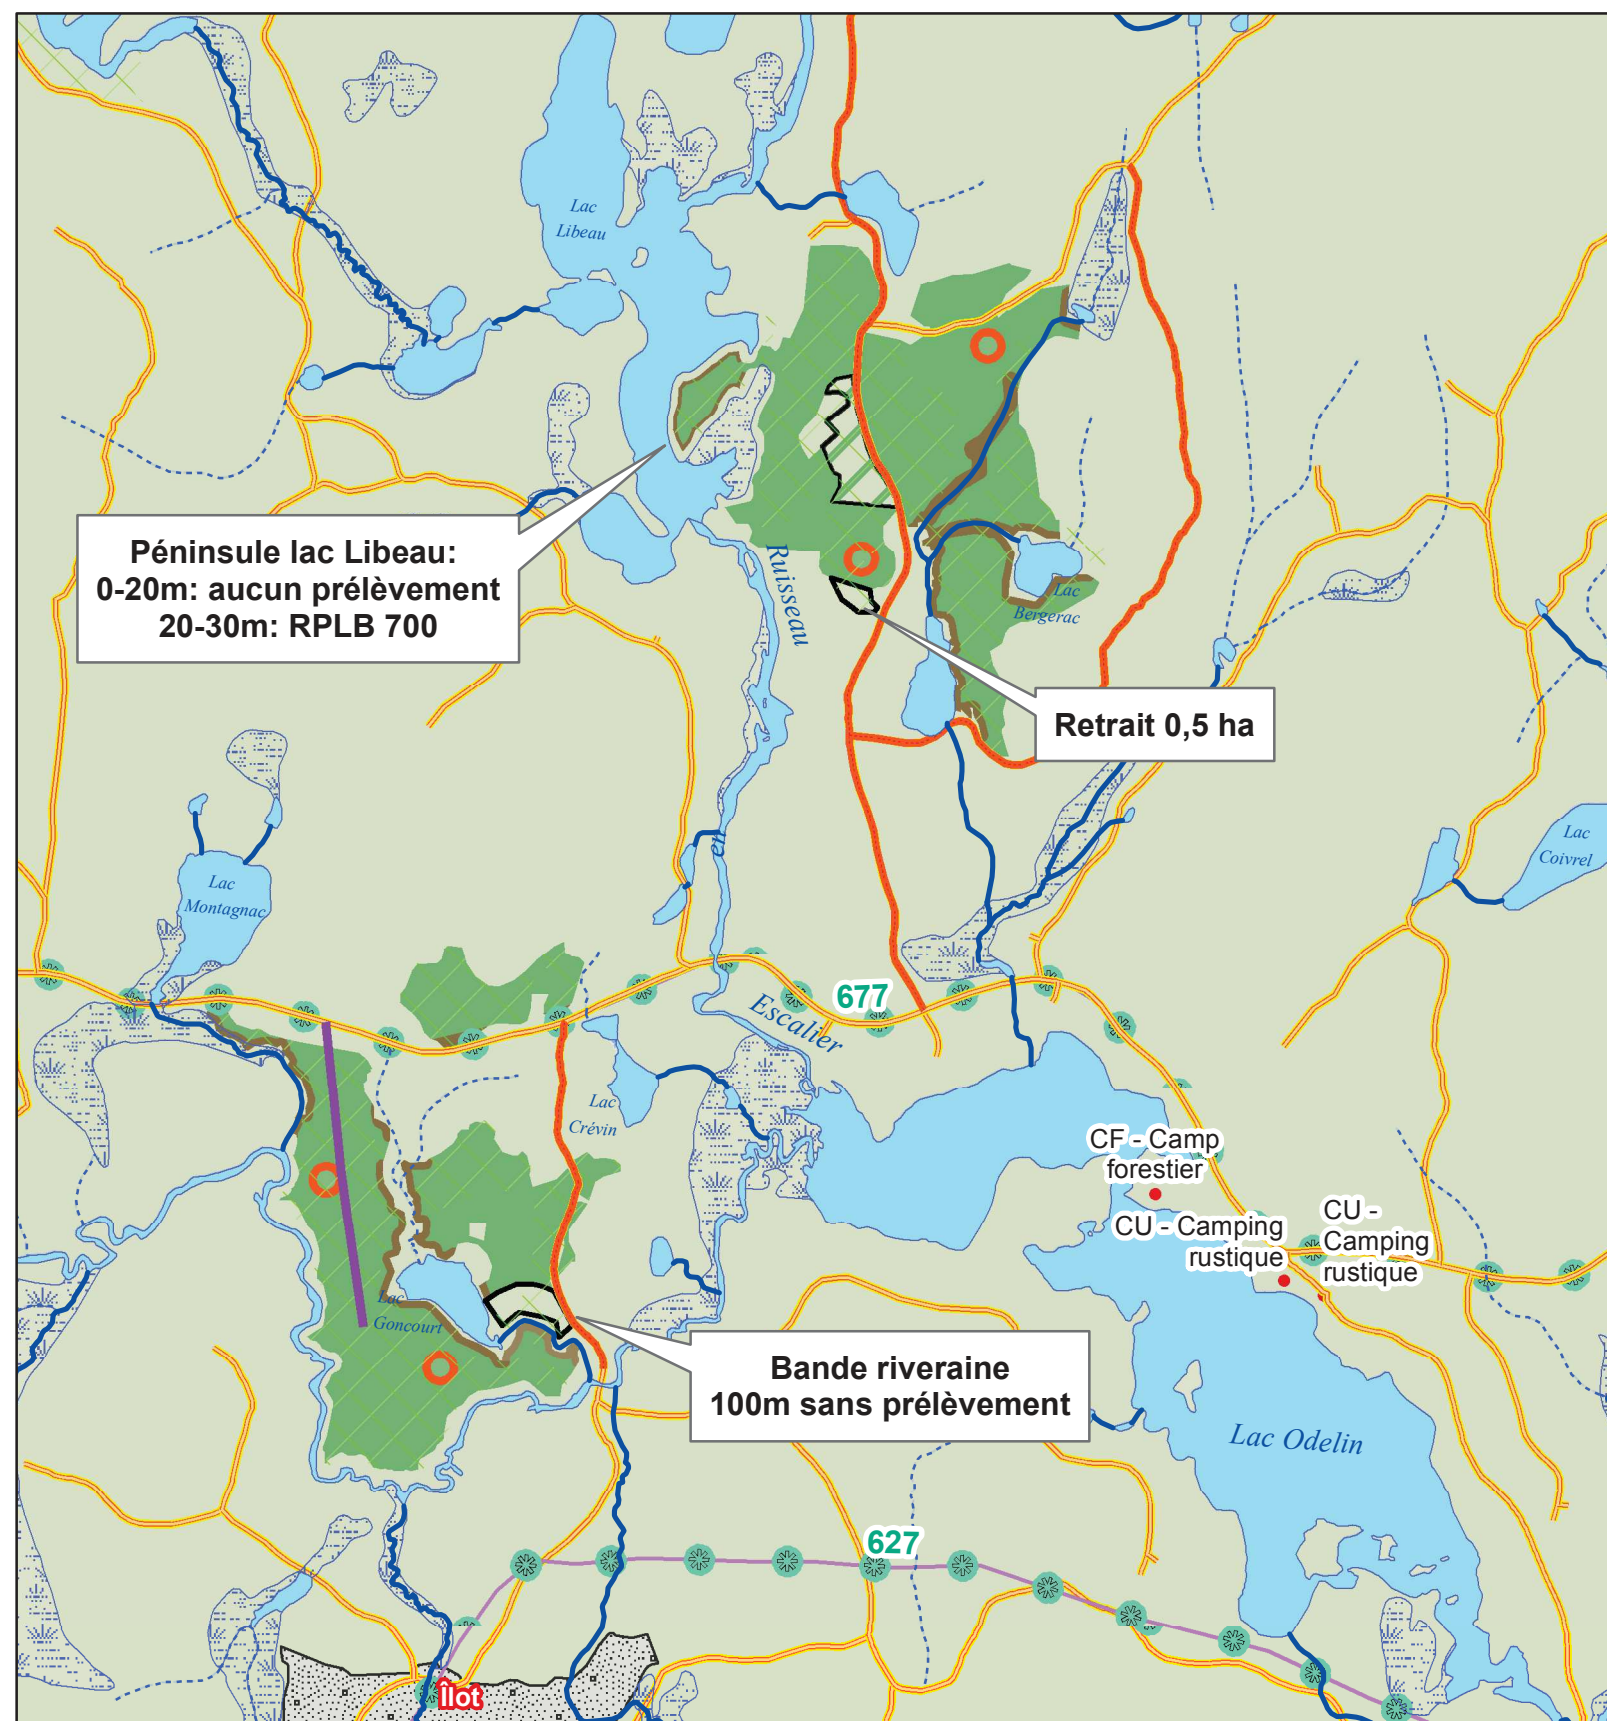 Lac
Libeau
Péninsule lac Libeau:
0-20m: aucun prélèvement
20-30m: RPLB 700
Ruisseau
Lac
Bergerac
Retrait 0,5 ha
en
Lac
Coivrel
Lac
Montagnac
677
Escalier
Lac
Crévin
CF - Camp
forestier
CU - Camping
rustique
CU -
Camping
rustique
Lac
Goncourt
Bande riveraine
100m sans prélèvement
Lac Odelin
627
Îlot